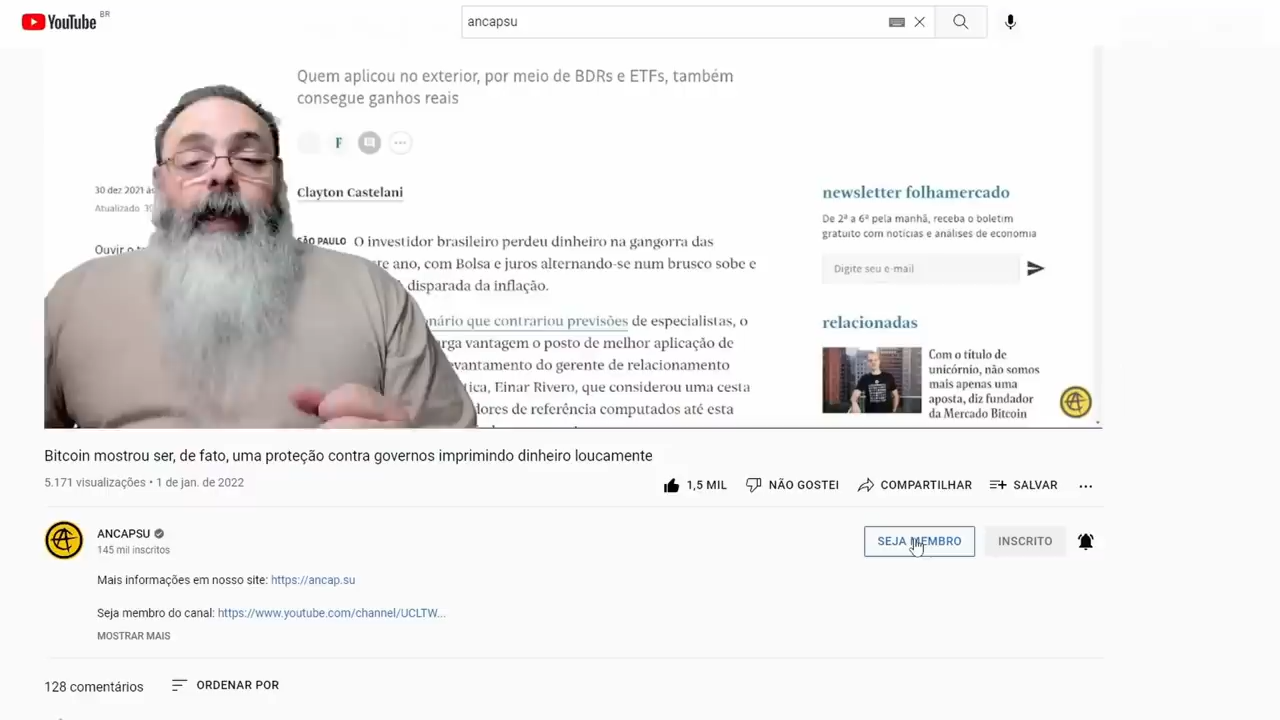 YouTube BR
ancapsu
Quem aplicou no exterior, por meio de BDRs e ETFs, também
consegue ganhos reais
F
30 dez 2021 às
Atualizado
Clayton Castelani
Ouvir o
SÃO PAULO O investidor brasileiro perdeu dinheiro na gangorra das
te ano, com Bolsa e juros alternando-se num brusco sobe e
disparada da inflação.
nário que contrariou previsões de especialistas, o
rga vantagem o posto de melhor aplicação de
evantamento do gerente de relacionamento
tica, Einar Rivero, que considerou uma cesta
dores de referência computados até esta
newsletter folhamercado
De 2ª a 6ª pela manhã, receba o boletim
gratuito com notícias e análises de economia
Digite seu e-mail
relacionadas
Com o título de
unicórnio, não somos
mais apenas uma
aposta, diz fundador
da Mercado Bitcoin
Bitcoin mostrou ser, de fato, uma proteção contra governos imprimindo dinheiro loucamente
5.171 visualizações • 1 de jan. de 2022
1,5 MIL NÃO GOSTEI COMPARTILHAR SALVAR
ANCAPSU
145 mil inscritos
SEJA MEMBRO INSCRITO
Mais informações em nosso site: https://ancap.su
Seja membro do canal: https://www.youtube.com/channel/UCLTW...
MOSTRAR MAIS
128 comentários ORDENAR POR